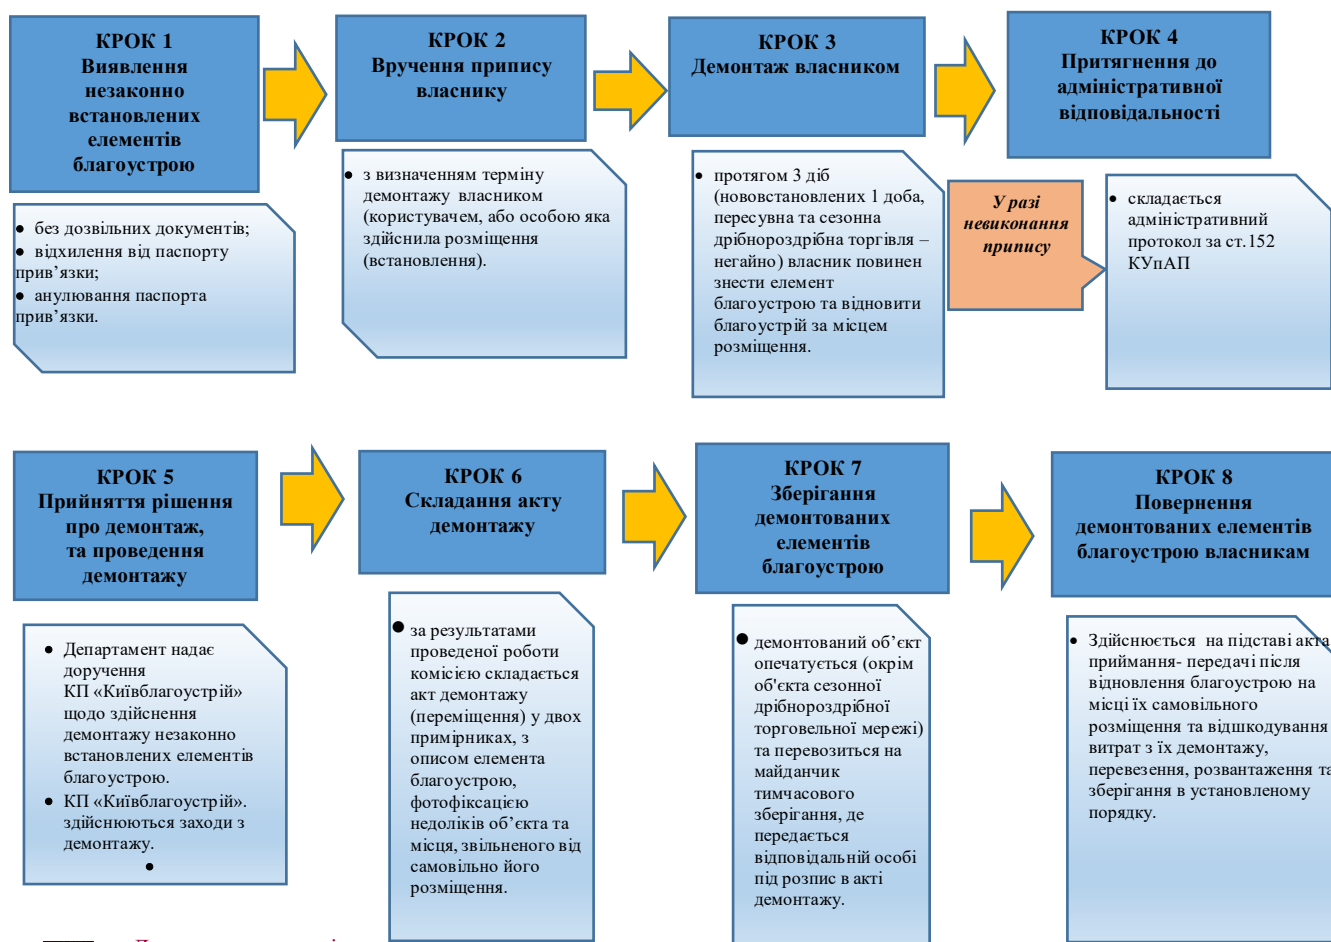 КРОК 1
Виявлення
незаконно
встановлених
елементів
благоустрою
● без дозвільних документів;
● відхилення від паспорту
прив’язки;
● анулювання паспорта
прив’язки.
КРОК 2
Вручення припису
власнику
● з визначенням терміну
демонтажу власником
(користувачем, або особою яка
здійснила розміщення
(встановлення).
КРОК 3
Демонтаж власником
● протягом 3 діб
(нововстановлених 1 доба,
пересувна та сезонна
дрібнороздрібна торгівля –
негайно) власник повинен
знести елемент
благоустрою та відновити
благоустрій за місцем
розміщення.
У разі
невиконання
припису
КРОК 4
Притягнення до
адміністративної
відповідальності
● складається
адміністративний
протокол за ст.152
КУпАП
КРОК 5
Прийняття рішення
про демонтаж,
та проведення
демонтажу
● Департамент надає
доручення
КП «Київблагоустрій»
щодо здійснення
демонтажу незаконно
встановлених елементів
благоустрою.
● КП «Київблагоустрій».
здійснюються заходи з
демонтажу.
●
КРОК 6
Складання акту
демонтажу
● за результатами
проведеної роботи
комісією складається
акт демонтажу
(переміщення) у двох
примірниках, з
описом елемента
благоустрою,
фотофіксацією
недоліків об’єкта та
місця, звільненого від
самовільно його
розміщення.
КРОК 7
Зберігання
демонтованих
елементів
благоустрою
● демонтований об’єкт
опечатується (окрім
об'єкта сезонної
дрібнороздрібної
торговельної мережі)
та перевозиться на
майданчик
тимчасового
зберігання, де
передається
відповідальній особі
під розпис в акті
демонтажу.
КРОК 8
Повернення
демонтованих елементів
благоустрою власникам
● Здійснюється на підставі акта
приймання- передачі після
відновлення благоустрою на
місці їх самовільного
розміщення та відшкодування
витрат з їх демонтажу,
перевезення, розвантаження та
зберігання в установленому
порядку.